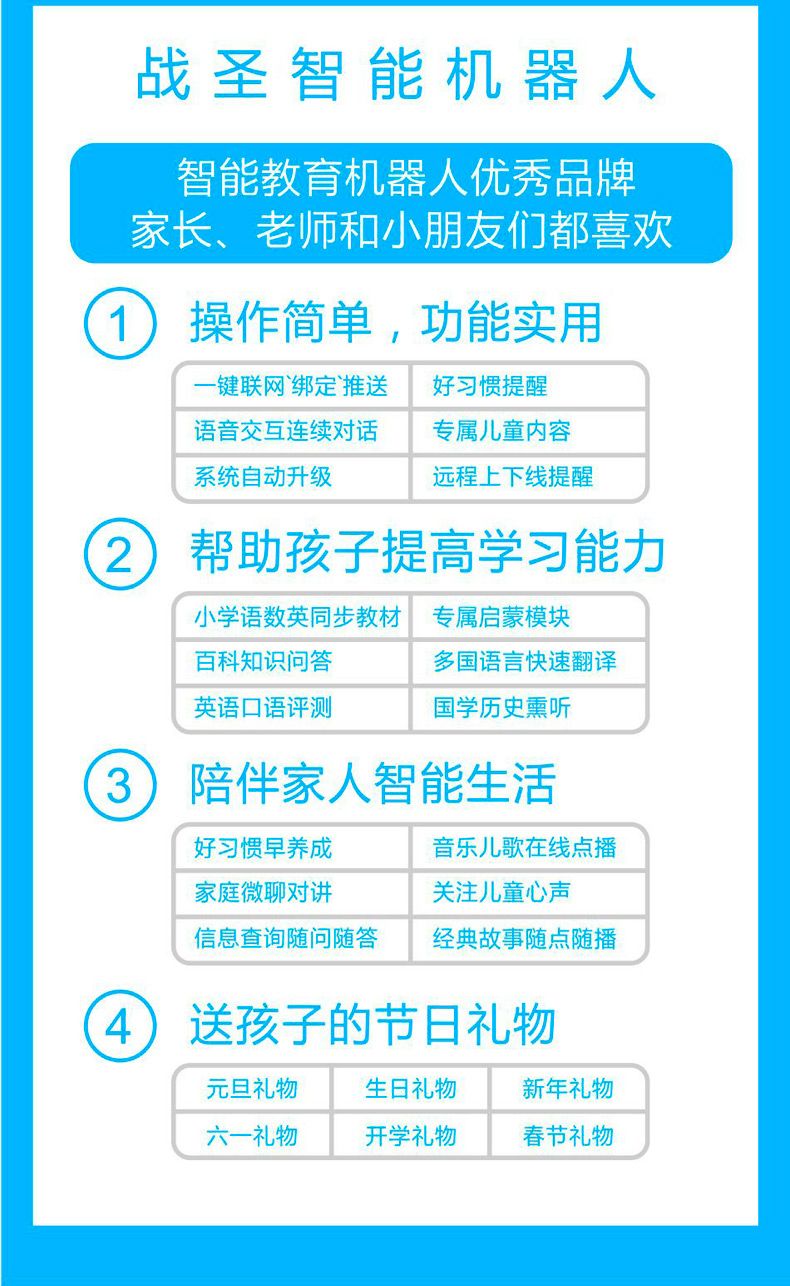 战圣智能机器人
智能教育机器人优秀品牌
家长、老师和小朋友们都喜欢
1 操作简单，功能实用
一键联网`绑定`推送 好习惯提醒
语音交互连续对话 专属儿童内容
系统自动升级 远程上下线提醒
2 帮助孩子提高学习能力
小学语数英同步教材 专属启蒙模块
百科知识问答 多国语言快速翻译
英语口语评测 国学历史熏听
3 陪伴家人智能生活
好习惯早养成 音乐儿歌在线点播
家庭微聊对讲 关注儿童心声
信息查询随问随答 经典故事随点随播
4 送孩子的节日礼物
元旦礼物 生日礼物 新年礼物
六一礼物 开学礼物 春节礼物